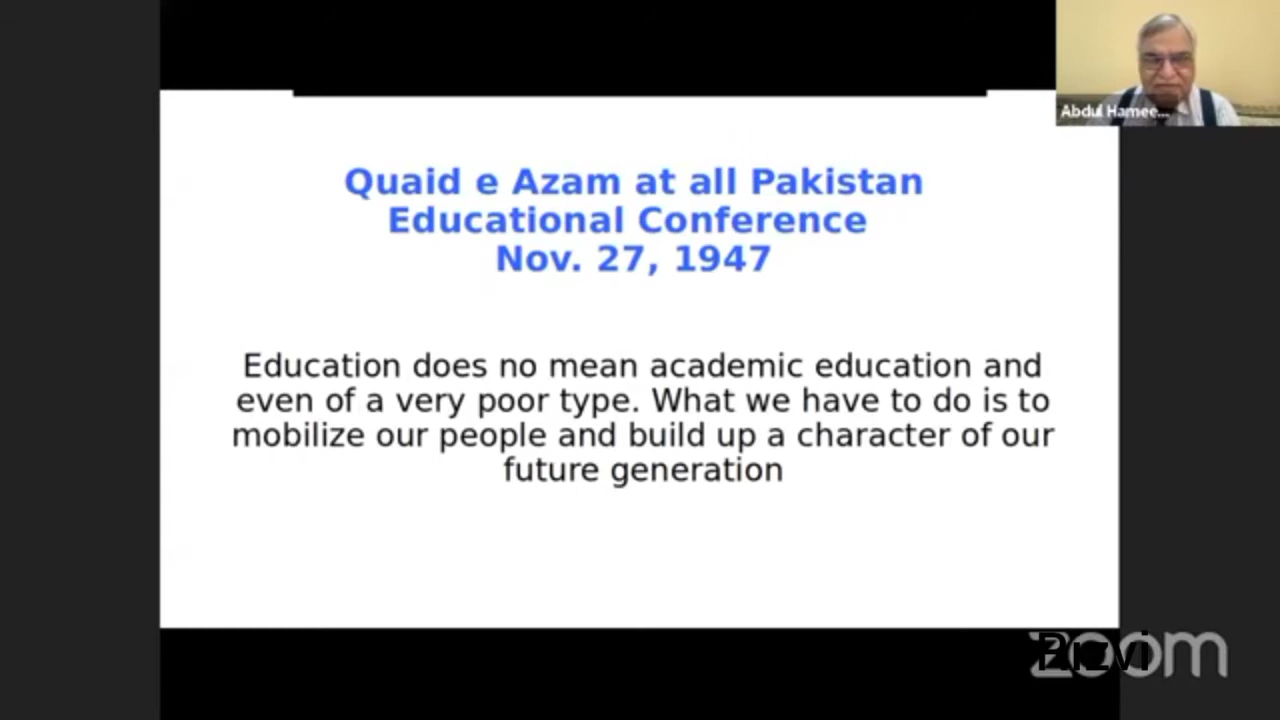 Abdul Hamee...
Quaid e Azam at all Pakistan
Educational Conference
Nov. 27, 1947
Education does no mean academic education and
even of a very poor type. What we have to do is to
mobilize our people and build up a character of our
future generation
zoom